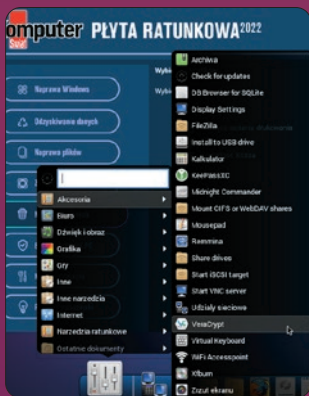 omputer PŁYTA RATUNKOWA 2022
Świat
Naprawa Windows
Odzyskiwanie danych
Naprawa plików
Akcesoria
Biuro
Dźwięk i obraz
Grafika
Gry
Inne
Inne narzędzia
Internet
Narzędzia ratunkowe
Ostatnie dokumenty
Archiwa
Check for updates
DB Browser for SQLite
Display Settings
FileZilla
Install to USB drive
Kalkulator
KeePassXC
Midnight Commander
Mount CIFS or WebDAV shares
Mousepad
Remmina
Share drives
Start iSCSI target
Start VNC server
Udziały sieciowe
VeraCrypt
Virtual Keyboard
WiFi Accesspoint
Xfburn
Zrzut ekranu